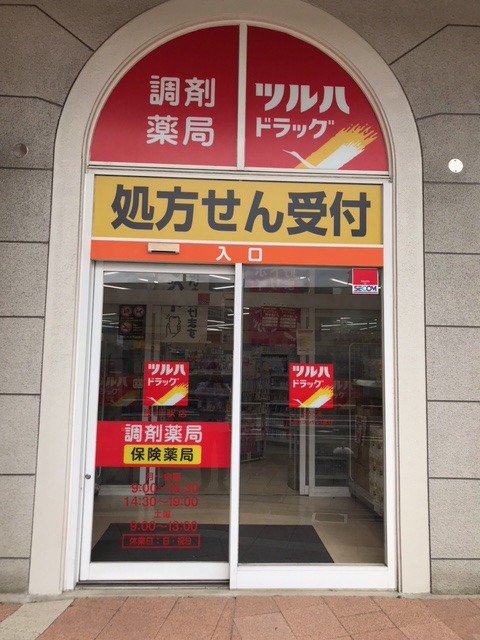 調剤
薬局
ツルハ
ドラッグ
処方せん受付
入口
SECOM
ツルハ
ドラッグ
ツルハ
ドラッグ
調剤薬局
保険薬局
14:30~19:00
土曜
9:00~13:00
休業日:日・祝日